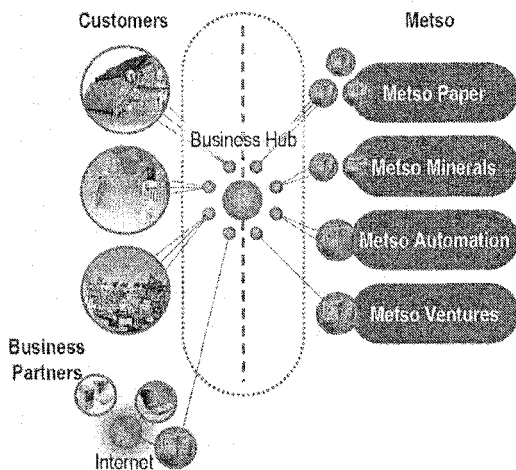 Customers
Metso
Metso Paper
Business Hub
Metso Minerals
Metso Automation
Metso Ventures
Business
Partners
Internet